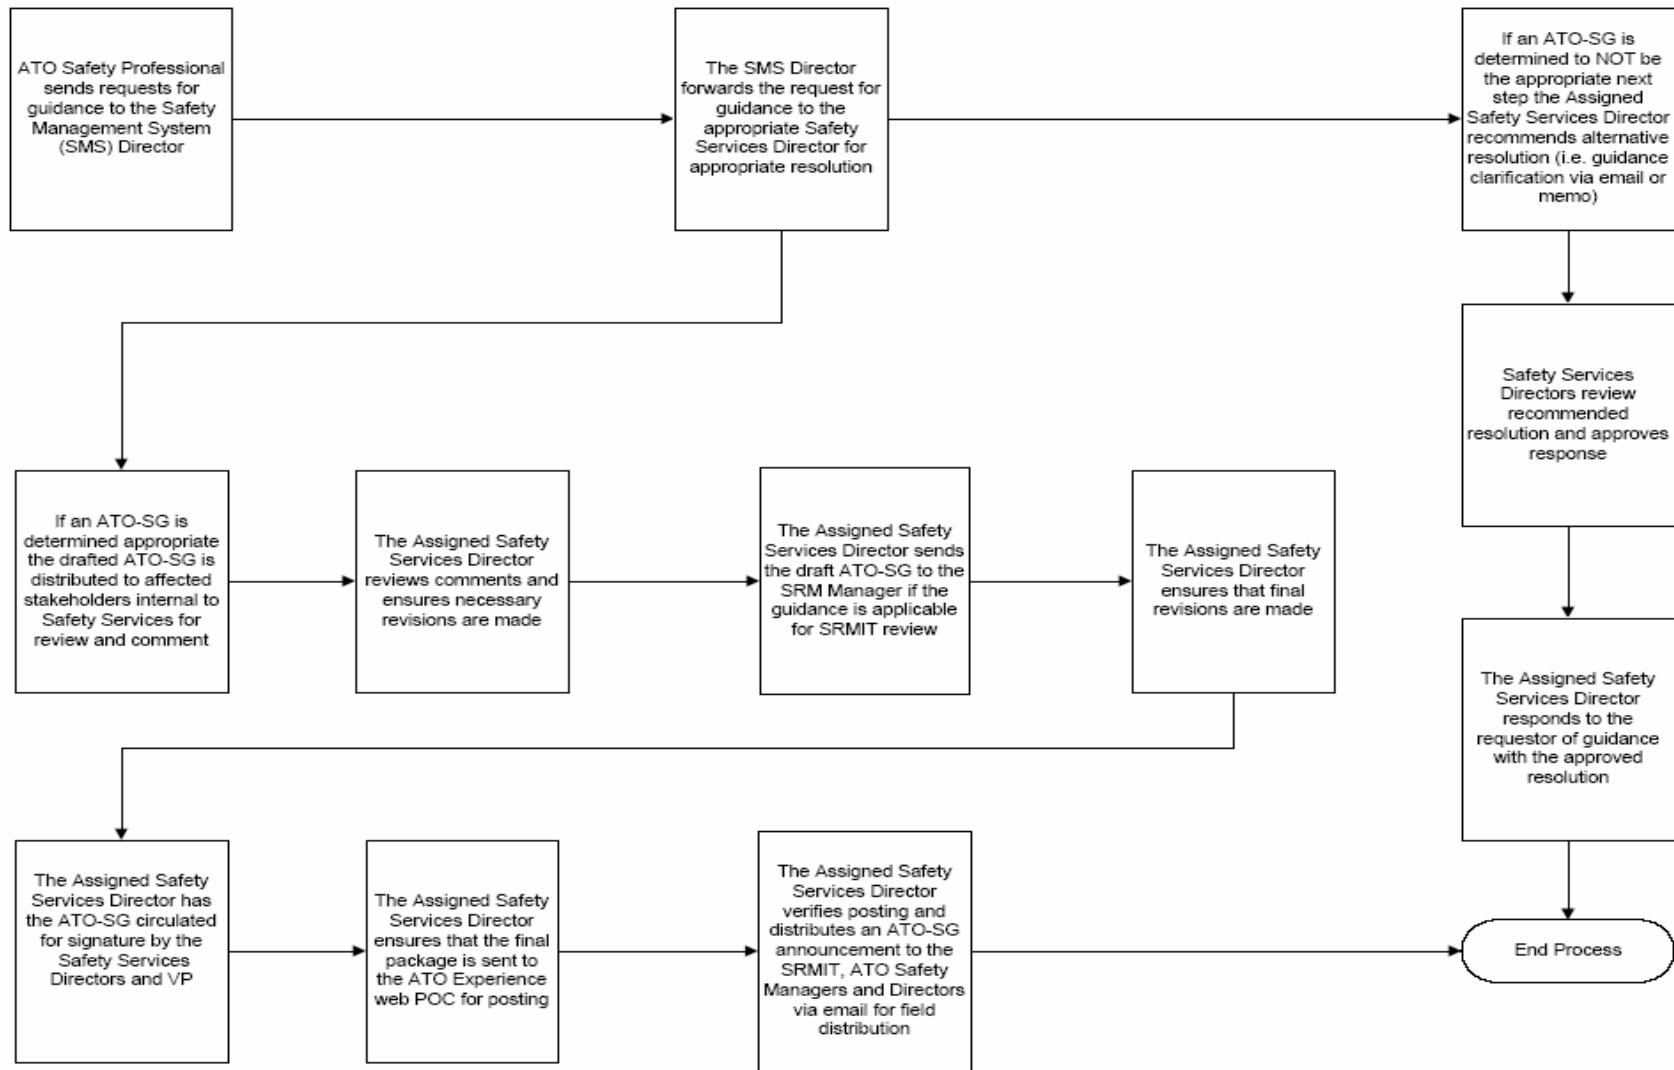 ATO Safety Professional
sends requests for
guidance to the Safety
Management System
(SMS) Director
The SMS Director
forwards the request for
guidance to the
appropriate Safety
Services Director for
appropriate resolution
If an ATO-SG is
determined to NOT be
the appropriate next
step the Assigned
Safety Services Director
recommends alternative
resolution (i.e. guidance
clarification via email or
memo)
Safety Services
Directors review
recommended
resolution and approves
response
If an ATO-SG is
determined appropriate
the drafted ATO-SG is
distributed to affected
stakeholders internal to
Safety Services for
review and comment
The Assigned Safety
Services Director
reviews comments and
ensures necessary
revisions are made
The Assigned Safety
Services Director sends
the draft ATO-SG to the
SRM Manager if the
guidance is applicable
for SRMIT review
The Assigned Safety
Services Director
ensures that final
revisions are made
The Assigned Safety
Services Director
responds to the
requestor of guidance
with the approved
resolution
The Assigned Safety
Services Director has
the ATO-SG circulated
for signature by the
Safety Services
Directors and VP
The Assigned Safety
Services Director
ensures that the final
package is sent to
the ATO Experience
web POC for posting
The Assigned Safety
Services Director
verifies posting and
distributes an ATO-SG
announcement to the
SRMIT, ATO Safety
Managers and Directors
via email for field
distribution
End Process